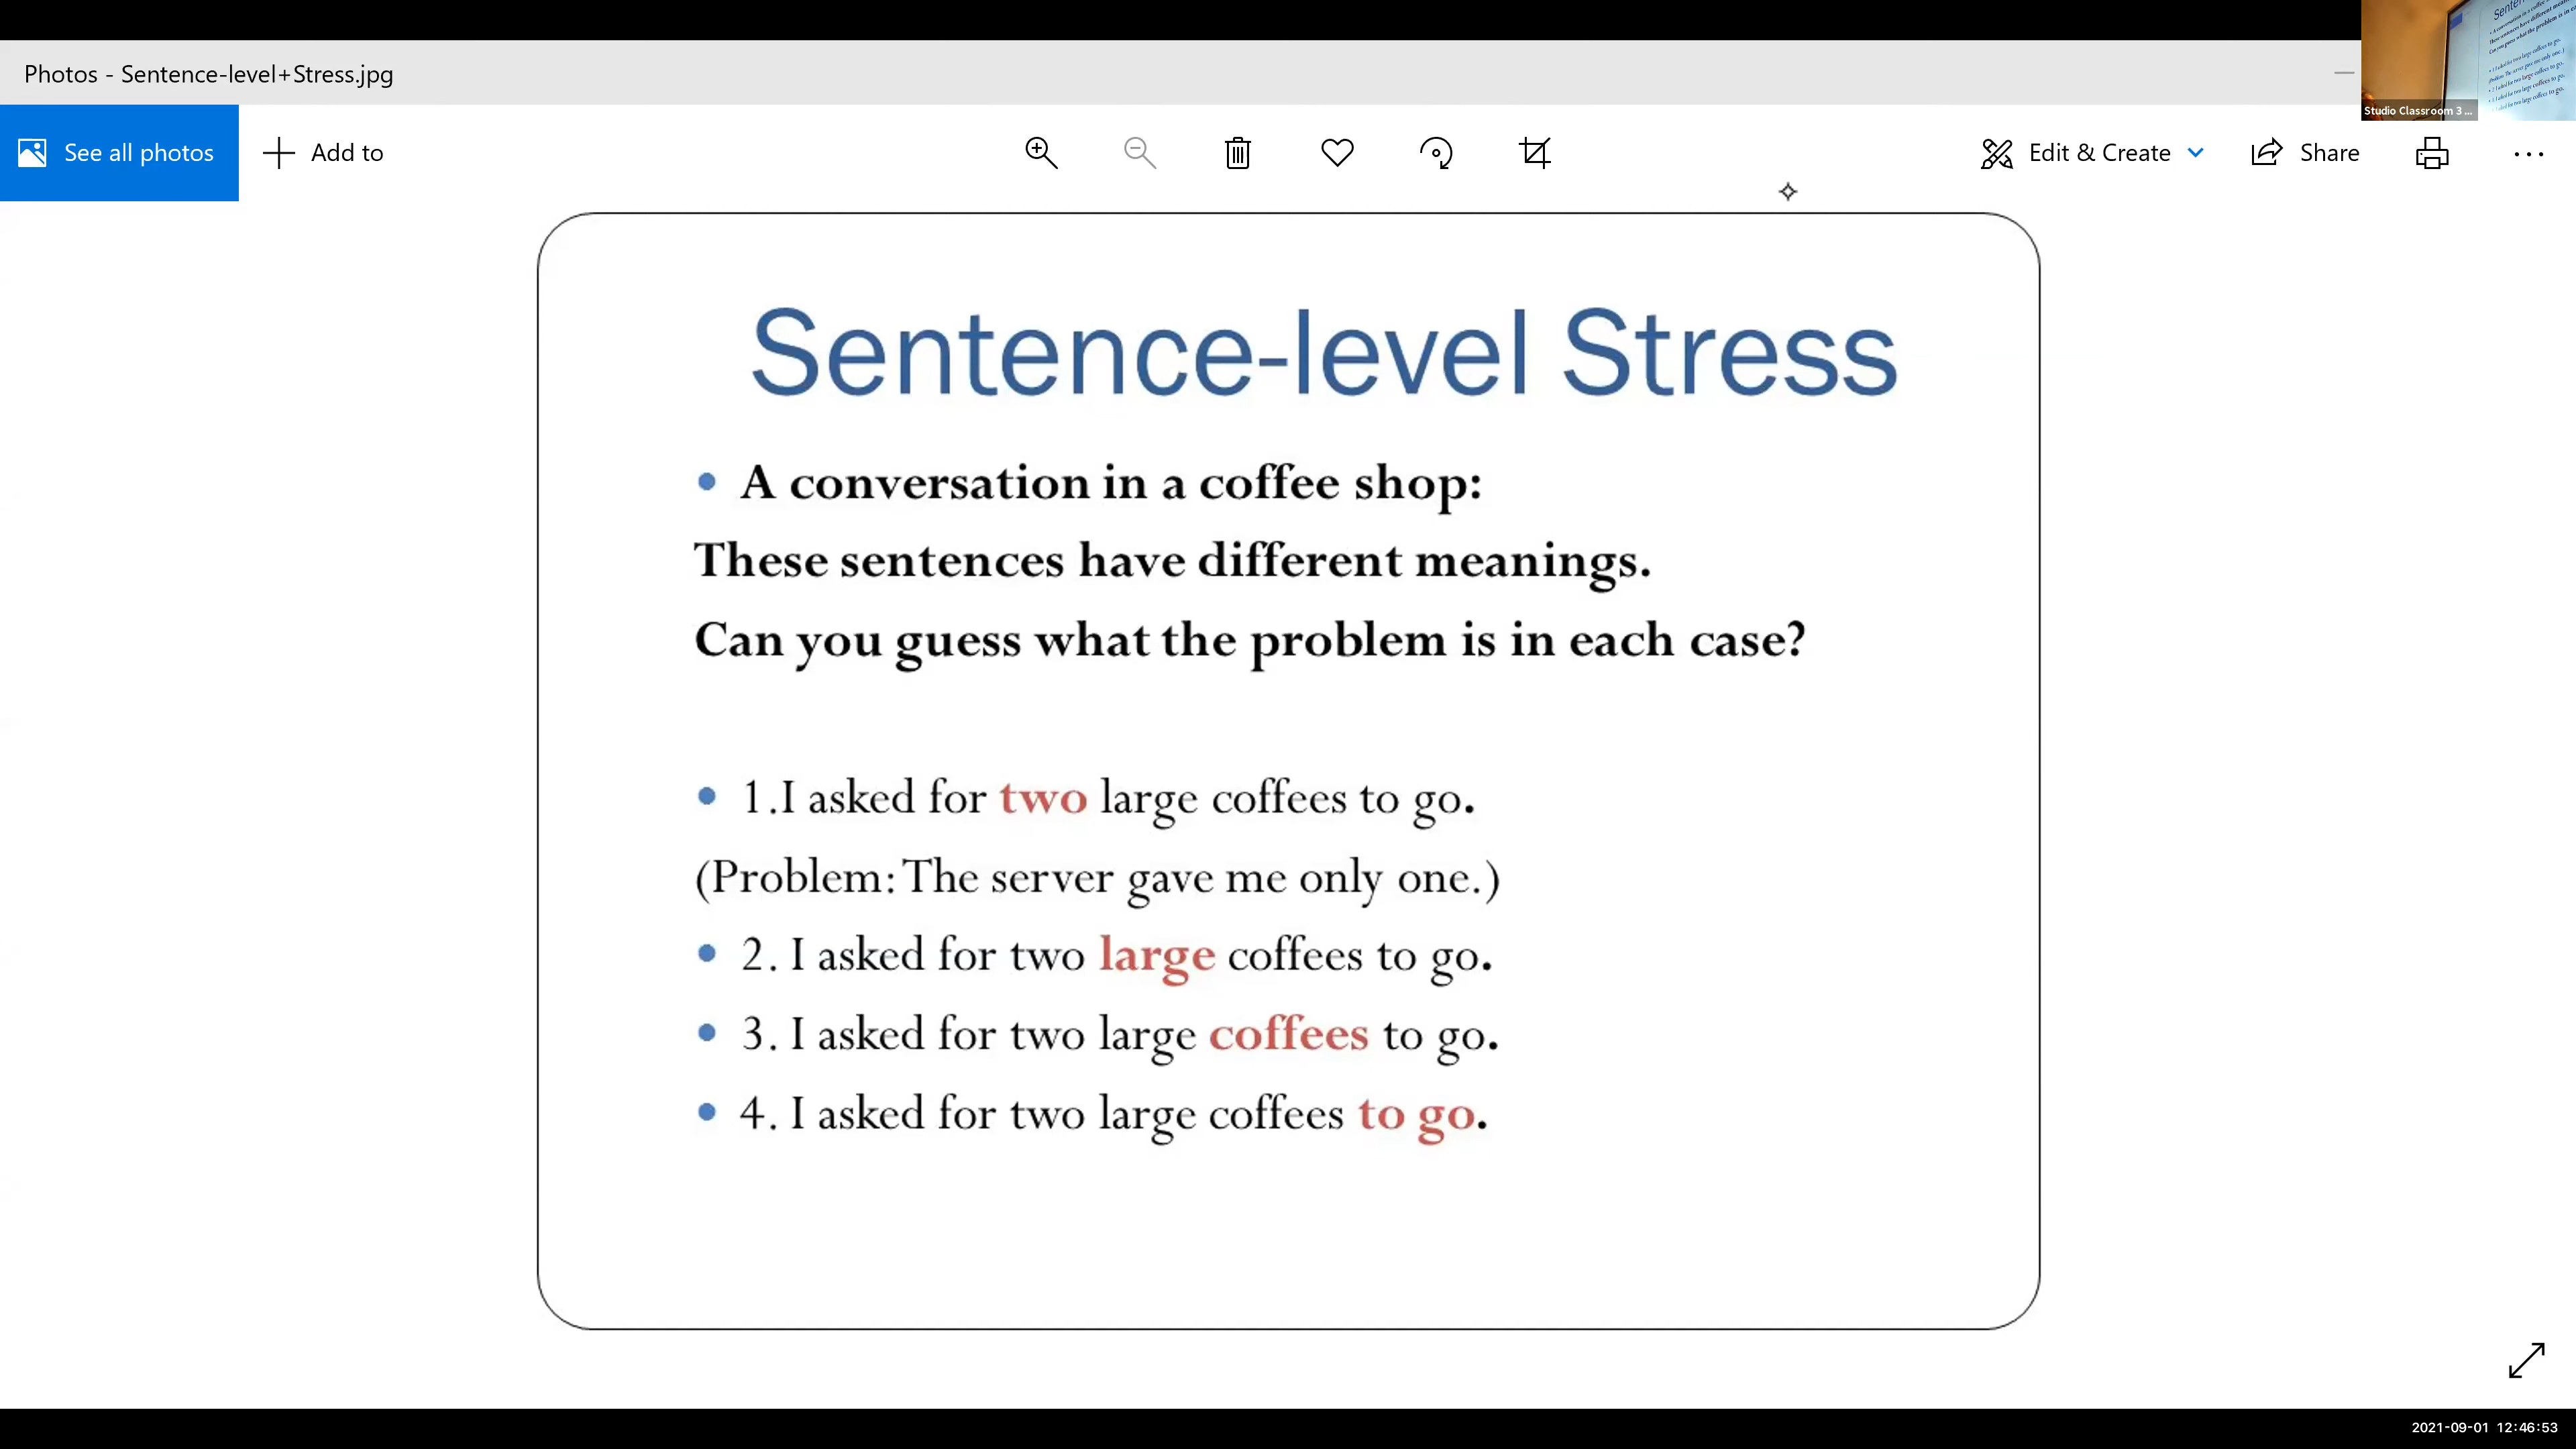 Photos - Sentence-level+Stress.jpg
See all photos
Add to
Edit & Create
Share
Studio Classroom 3 ...
Sentence-level Stress
• A conversation in a coffee shop:
These sentences have different meanings.
Can you guess what the problem is in each case?
• 1.I asked for two large coffees to go.
(Problem: The server gave me only one.)
• 2. I asked for two large coffees to go.
• 3. I asked for two large coffees to go.
• 4. I asked for two large coffees to go.
2021-09-01 12:46:53